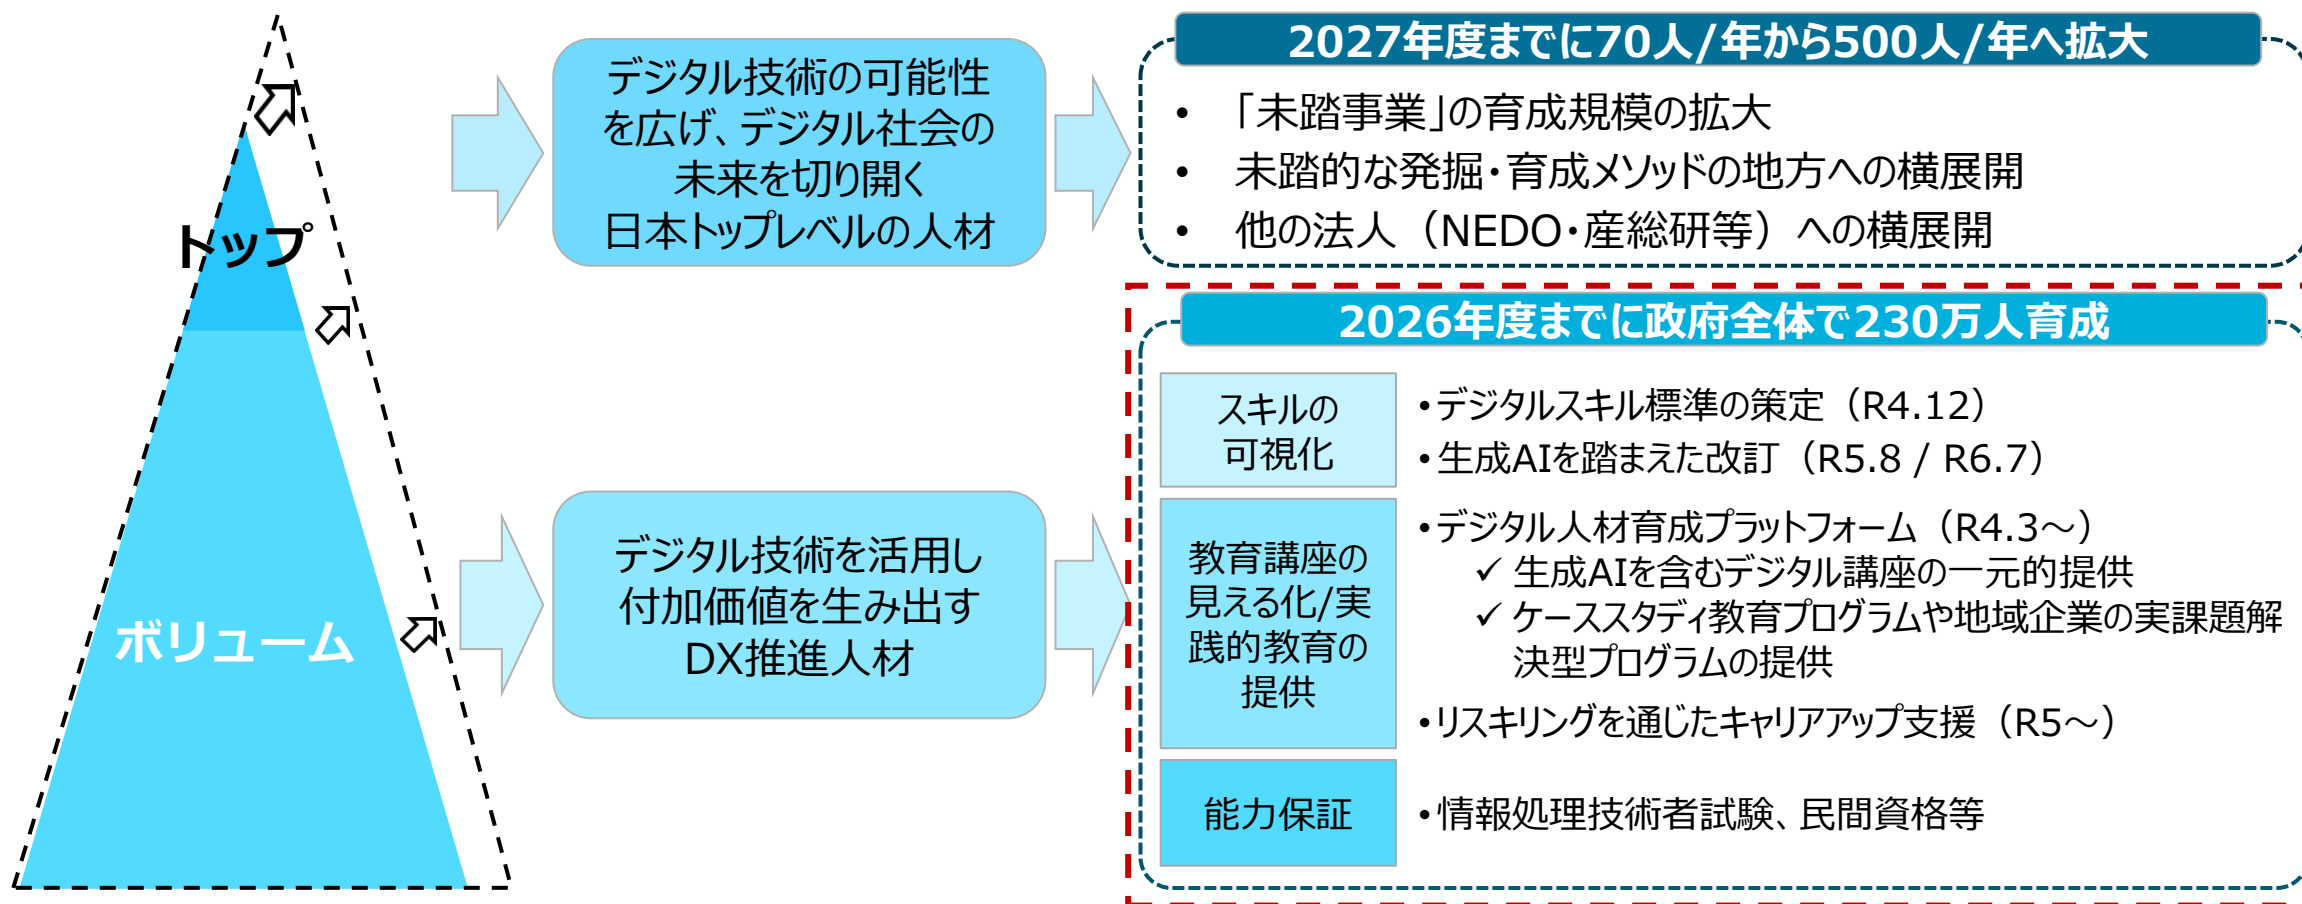 トップ
ボリューム
デジタル技術の可能性
を広げ、デジタル社会の
未来を切り開く
日本トップレベルの人材
2027年度までに70人/年から500人/年へ拡大
• 「未踏事業」の育成規模の拡大
• 未踏的な発掘・育成メソッドの地方への横展開
• 他の法人（NEDO・産総研等）への横展開
デジタル技術を活用し
付加価値を生み出す
DX推進人材
2026年度までに政府全体で230万人育成
スキルの
可視化
•デジタルスキル標準の策定（R4.12）
•生成AIを踏まえた改訂（R5.8 / R6.7）
教育講座の
見える化/実
践的教育の
提供
•デジタル人材育成プラットフォーム（R4.3～）
✓ 生成AIを含むデジタル講座の一元的提供
✓ ケーススタディ教育プログラムや地域企業の実課題解
決型プログラムの提供
•リスキリングを通じたキャリアアップ支援（R5～）
能力保証
•情報処理技術者試験、民間資格等